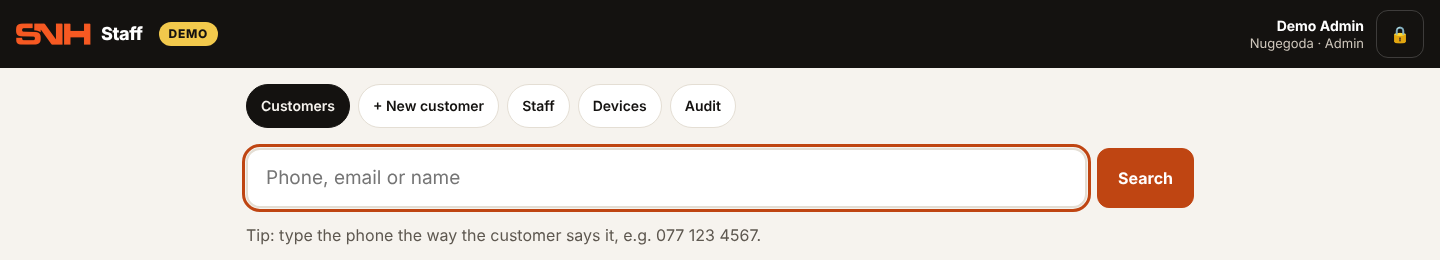 SNH Staff DEMO
Demo Admin
Nugegoda · Admin
Customers + New customer Staff Devices Audit
Phone, email or name Search
Tip: type the phone the way the customer says it, e.g. 077 123 4567.